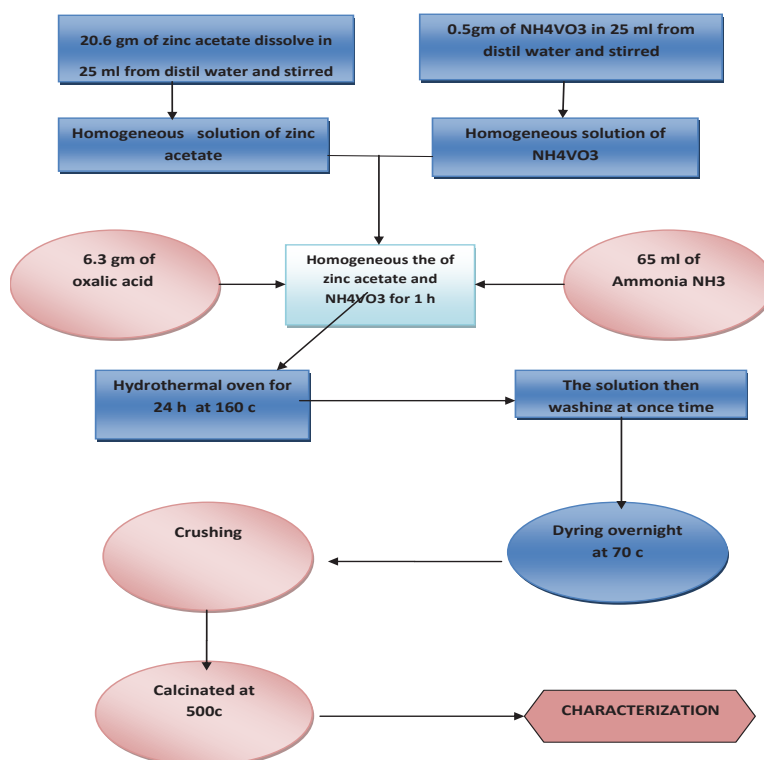 20.6 gm of zinc acetate dissolve in
25 ml from distil water and stirred
0.5gm of NH4VO3 in 25 ml from
distil water and stirred
Homogeneous solution of zinc
acetate
Homogeneous solution of
NH4VO3
6.3 gm of
oxalic acid
Homogeneous the of
zinc acetate and
NH4VO3 for 1 h
65 ml of
Ammonia NH3
Hydrothermal oven for
24 h at 160 c
The solution then
washing at once time
Dyring overnight
at 70 c
Crushing
Calcinated at
500c
CHARACTERIZATION